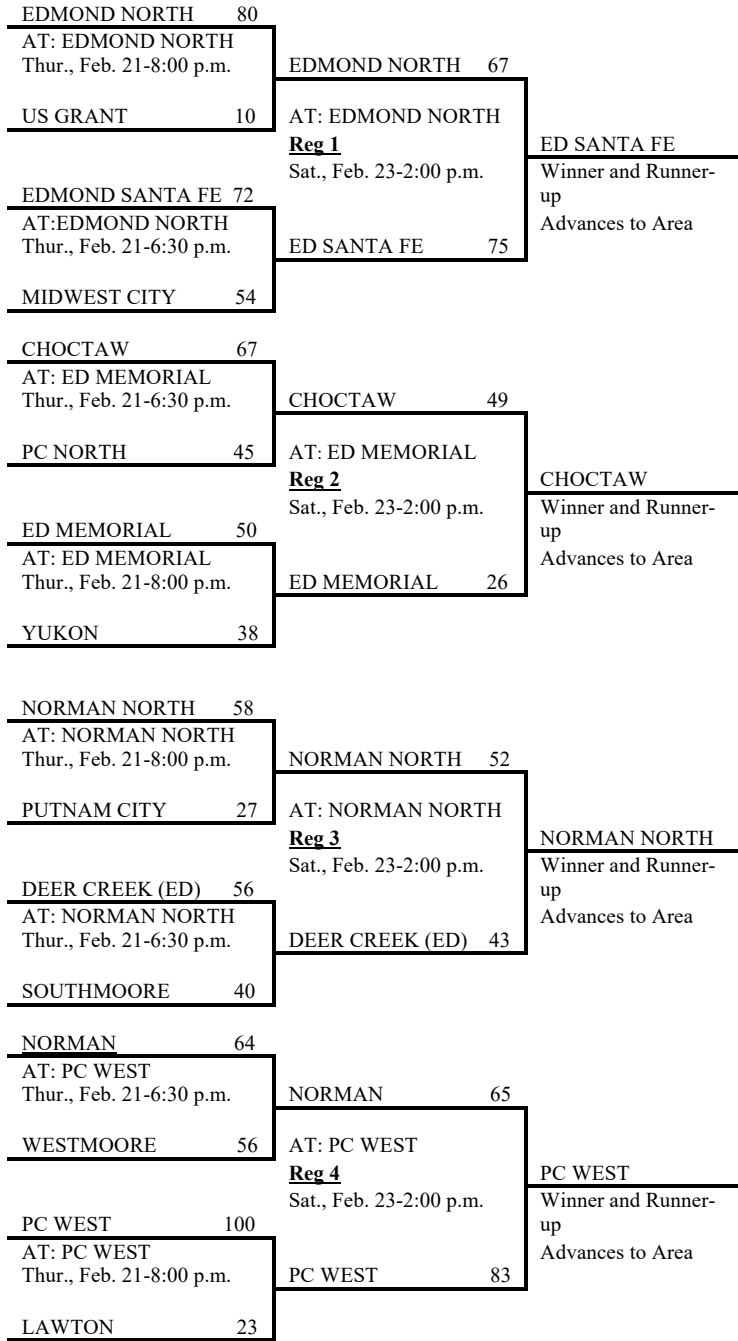 EDMOND NORTH 80
AT: EDMOND NORTH
Thur., Feb. 21-8:00 p.m.
US GRANT 10
EDMOND NORTH 67
AT: EDMOND NORTH
Reg 1
Sat., Feb. 23-2:00 p.m.
ED SANTA FE 75
EDMOND SANTA FE 72
AT:EDMOND NORTH
Thur., Feb. 21-6:30 p.m.
MIDWEST CITY 54
ED SANTA FE
Winner and Runner-
up
Advances to Area
CHOCTAW 67
AT: ED MEMORIAL
Thur., Feb. 21-6:30 p.m.
PC NORTH 45
CHOCTAW 49
AT: ED MEMORIAL
Reg 2
Sat., Feb. 23-2:00 p.m.
ED MEMORIAL 26
ED MEMORIAL 50
AT: ED MEMORIAL
Thur., Feb. 21-8:00 p.m.
YUKON 38
CHOCTAW
Winner and Runner-
up
Advances to Area
NORMAN NORTH 58
AT: NORMAN NORTH
Thur., Feb. 21-8:00 p.m.
PUTNAM CITY 27
NORMAN NORTH 52
AT: NORMAN NORTH
Reg 3
Sat., Feb. 23-2:00 p.m.
DEER CREEK (ED) 43
DEER CREEK (ED) 56
AT: NORMAN NORTH
Thur., Feb. 21-6:30 p.m.
SOUTHMOORE 40
NORMAN NORTH
Winner and Runner-
up
Advances to Area
NORMAN 64
AT: PC WEST
Thur., Feb. 21-6:30 p.m.
WESTMOORE 56
NORMAN 65
AT: PC WEST
Reg 4
Sat., Feb. 23-2:00 p.m.
PC WEST 83
PC WEST 100
AT: PC WEST
Thur., Feb. 21-8:00 p.m.
LAWTON 23
PC WEST
Winner and Runner-
up
Advances to Area